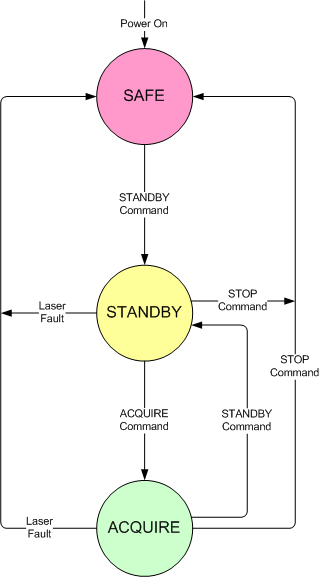 Power On
SAFE
STANDBY
Command
Laser
Fault
STANDBY
STOP
Command
STOP
Command
ACQUIRE
Command
STANDBY
Command
Laser
Fault
ACQUIRE